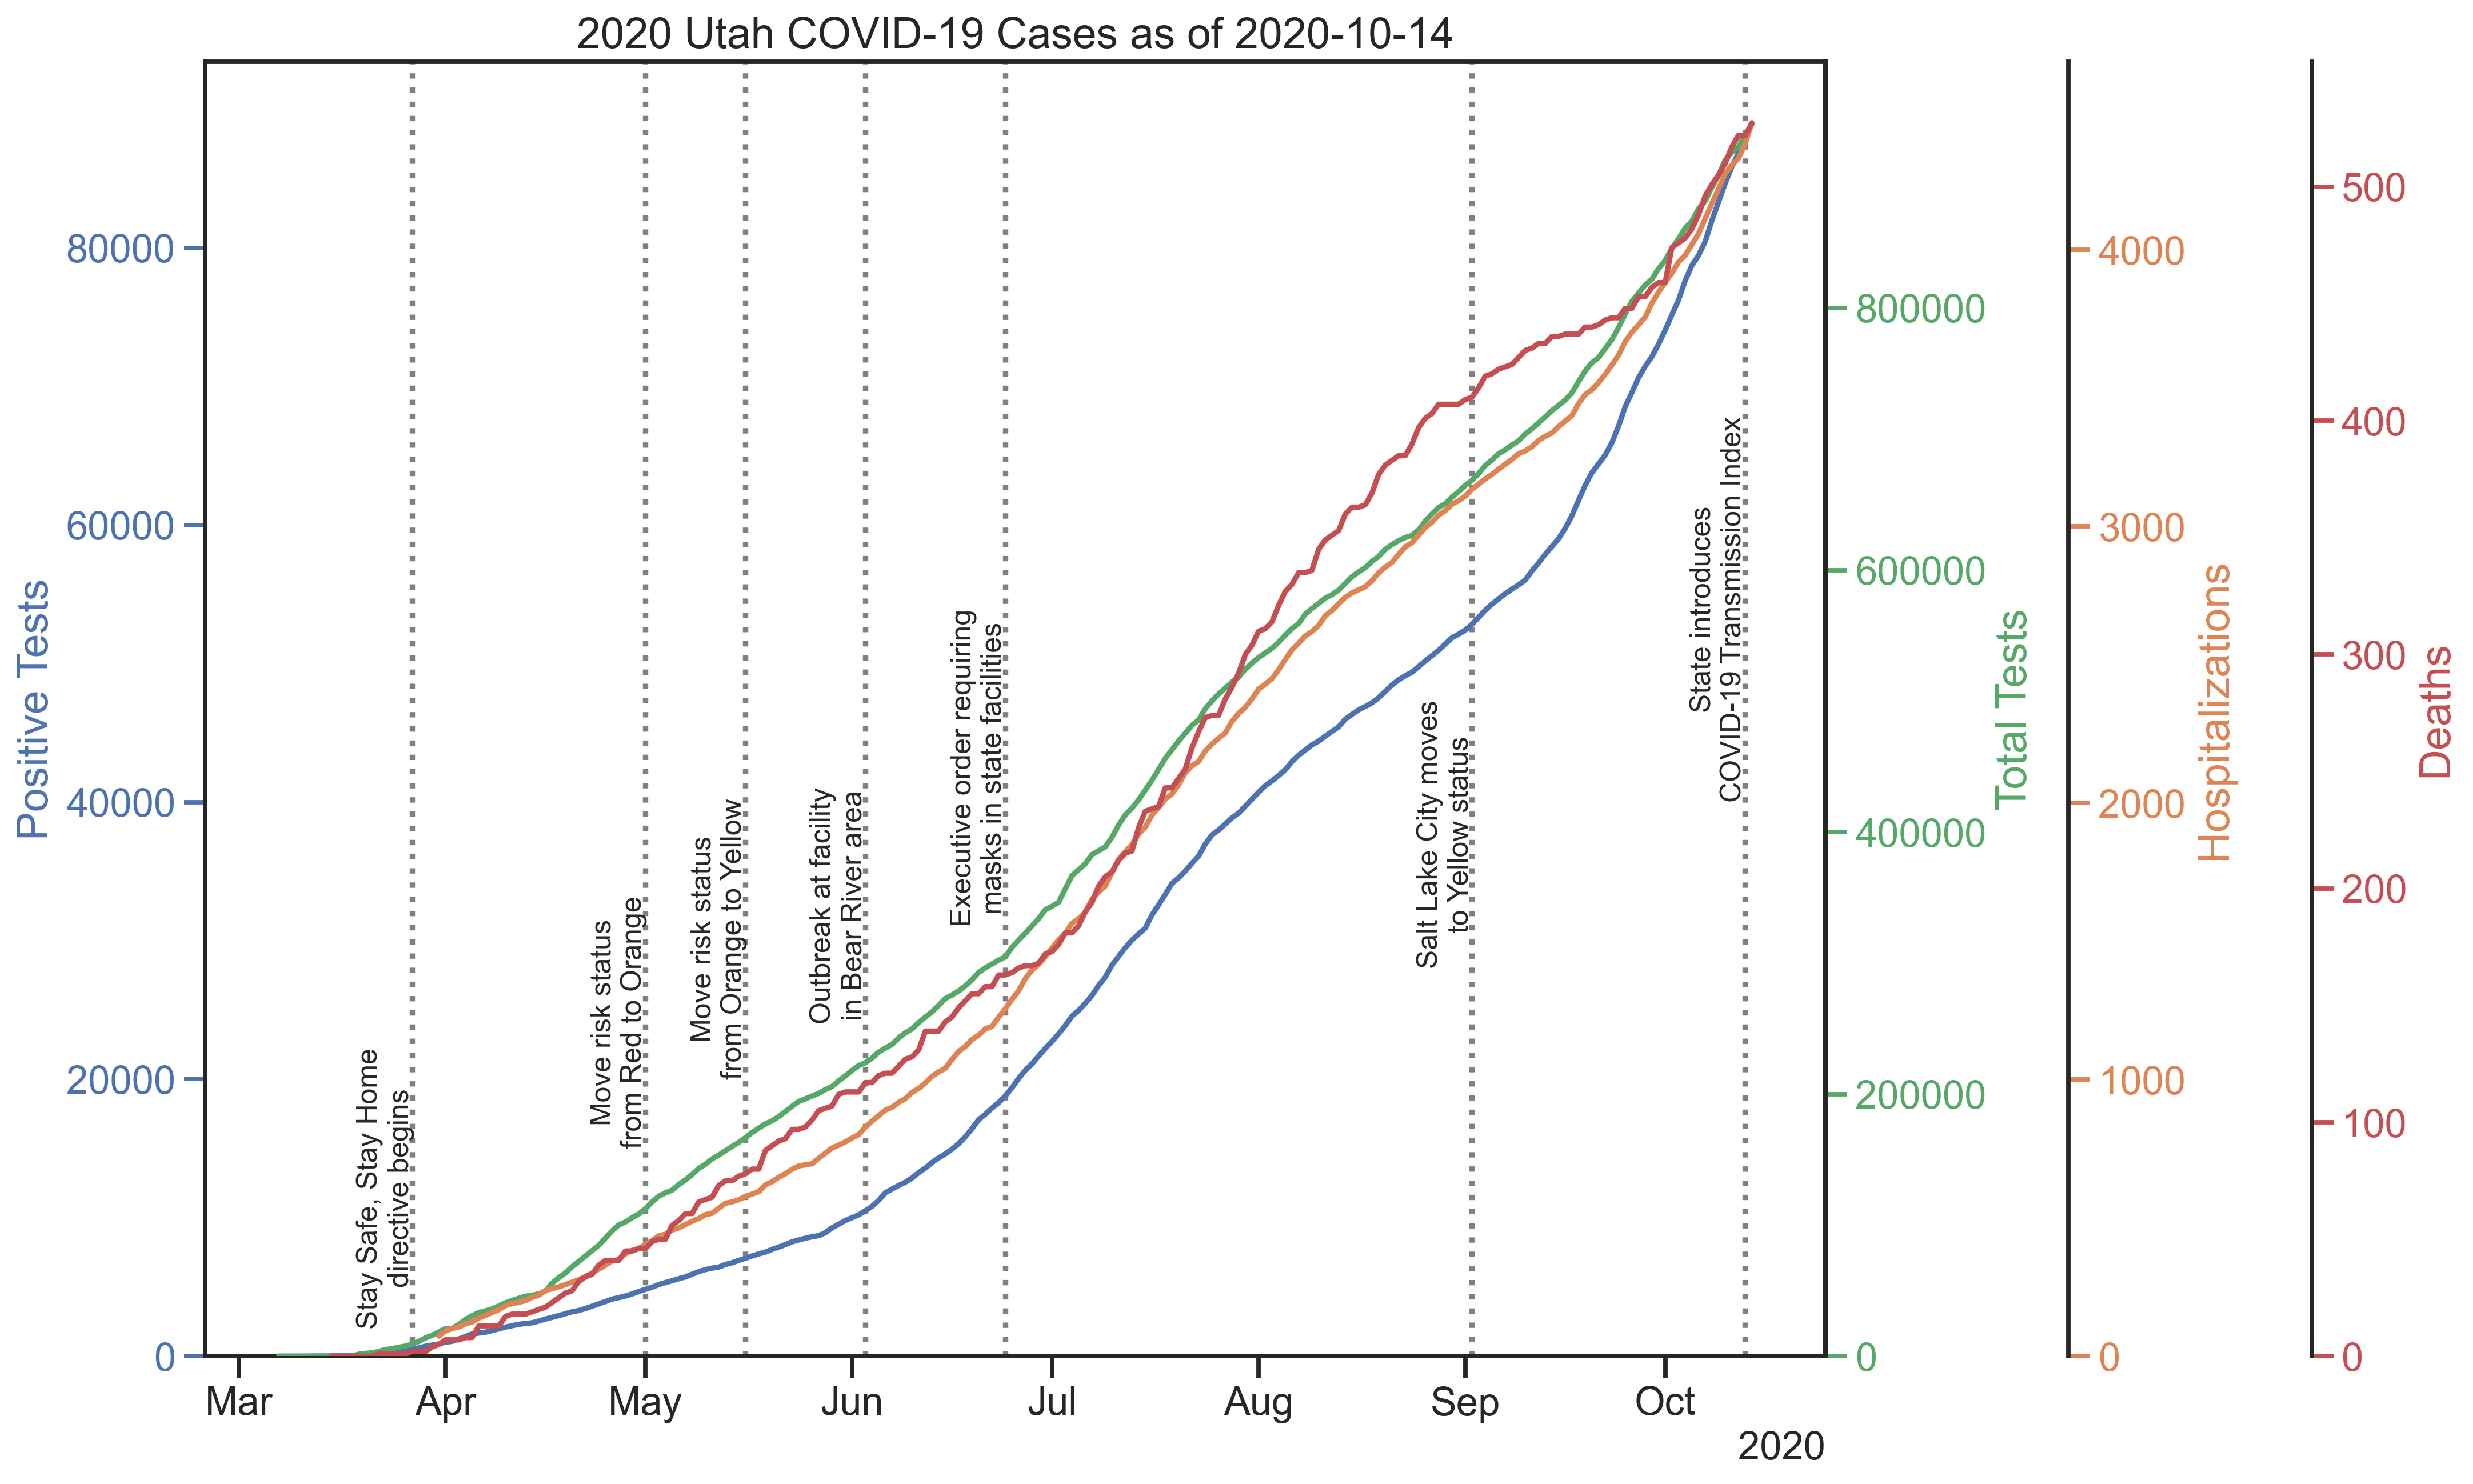 2020 Utah COVID-19 Cases as of 2020-10-14
Positive Tests
80000
60000
40000
20000
0
Stay Safe, Stay Home
directive begins
Move risk status
from Red to Orange
Move risk status
from Orange to Yellow
Outbreak at facility
in Bear River area
Executive order requiring
masks in state facilities
Salt Lake City moves
to Yellow status
State introduces
COVID-19 Transmission Index
800000
600000
400000
200000
0
Total Tests
4000
3000
2000
1000
0
Hospitalizations
500
400
300
200
100
0
Deaths
Mar Apr May Jun Jul Aug Sep Oct
2020